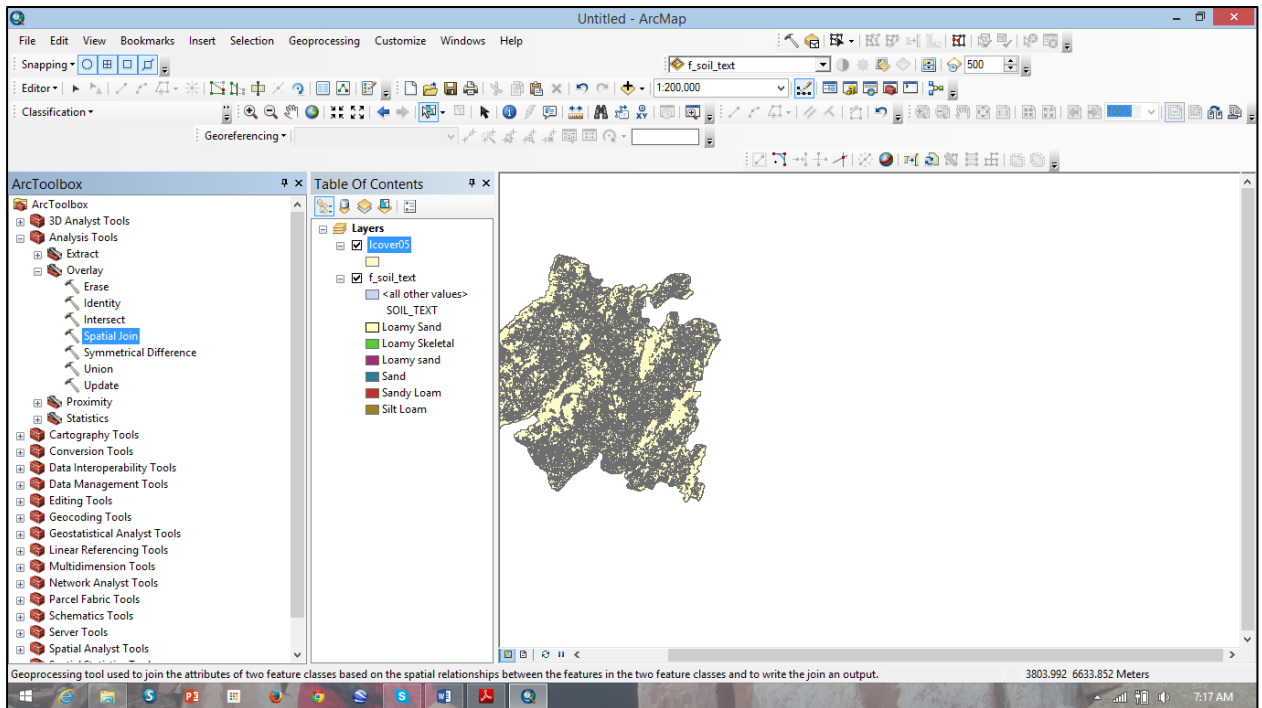 Untitled - ArcMap
File Edit View Bookmarks Insert Selection Geoprocessing Customize Windows Help
Snapping f_soil_text 500
Editor 1:200,000
Classification 100%
Georeferencing
ArcToolbox
ArcToolbox
3D Analyst Tools
Analysis Tools
Extract
Overlay
Erase
Identity
Intersect
Spatial Join
Symmetrical Difference
Union
Update
Proximity
Statistics
Cartography Tools
Conversion Tools
Data Interoperability Tools
Data Management Tools
Editing Tools
Geocoding Tools
Geostatistical Analyst Tools
Linear Referencing Tools
Multidimension Tools
Network Analyst Tools
Parcel Fabric Tools
Schematics Tools
Server Tools
Spatial Analyst Tools
Table Of Contents
Layers
lcover05
f_soil_text
<all other values>
SOIL_TEXT
Loamy Sand
Loamy Skeletal
Loamy sand
Sand
Sandy Loam
Silt Loam
Geoprocessing tool used to join the attributes of two feature classes based on the spatial relationships between the features in the two feature classes and to write the join an output.
3803.992 6633.852 Meters
7:17 AM